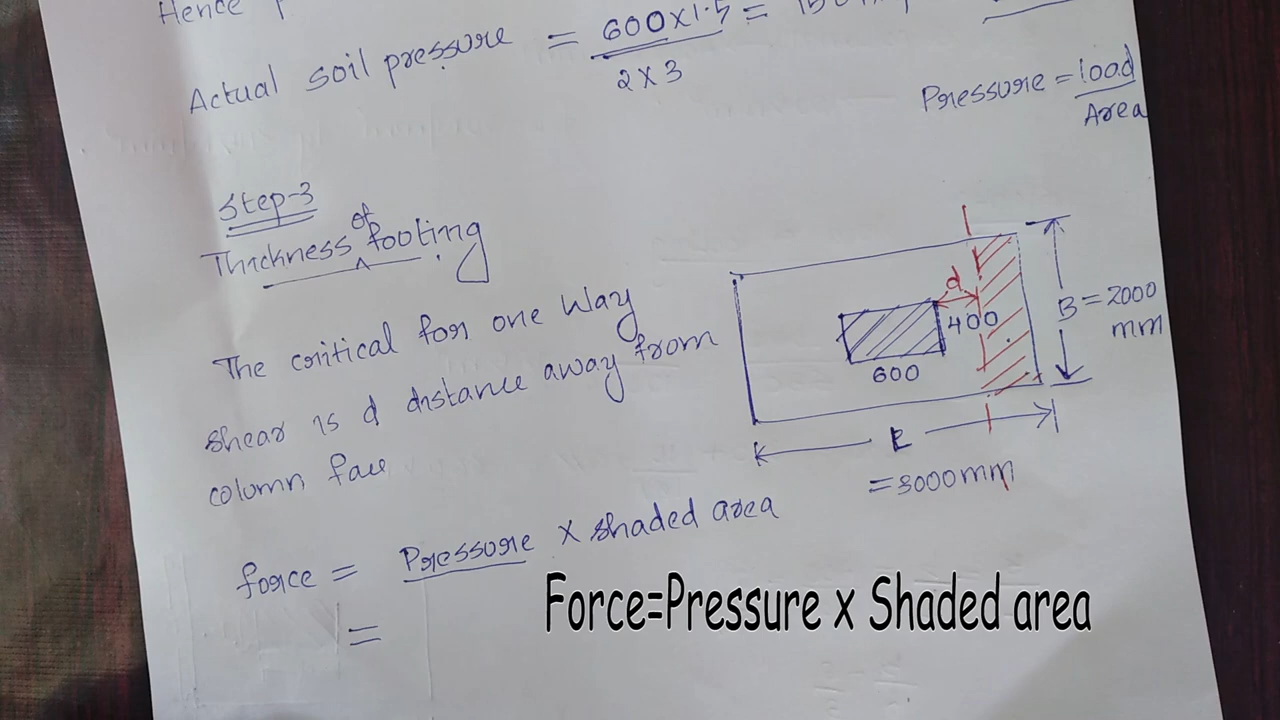 Hence
Actual soil pressure = 600×1.5 =
2×3
Pressure = load
Area
Step-3
Thickness of footing
The critical for one way
shear is d distance away from
column face
d
400
600
B = 2000
mm
L
= 3000mm
force = Pressure × shaded area
=
Force=Pressure x Shaded area